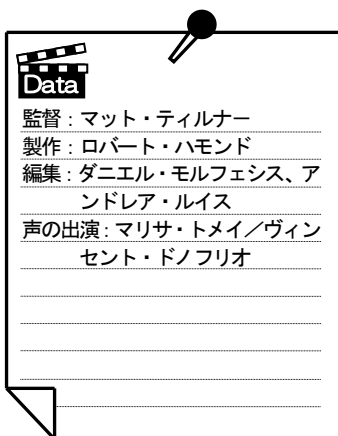 Data
監督：マット・ティルナー
製作：ロバート・ハモンド
編集：ダニエル・モルフェシス、ア
ンドレア・ルイス
声の出演：マリサ・トメイ／ヴィン
セント・ドノフリオ